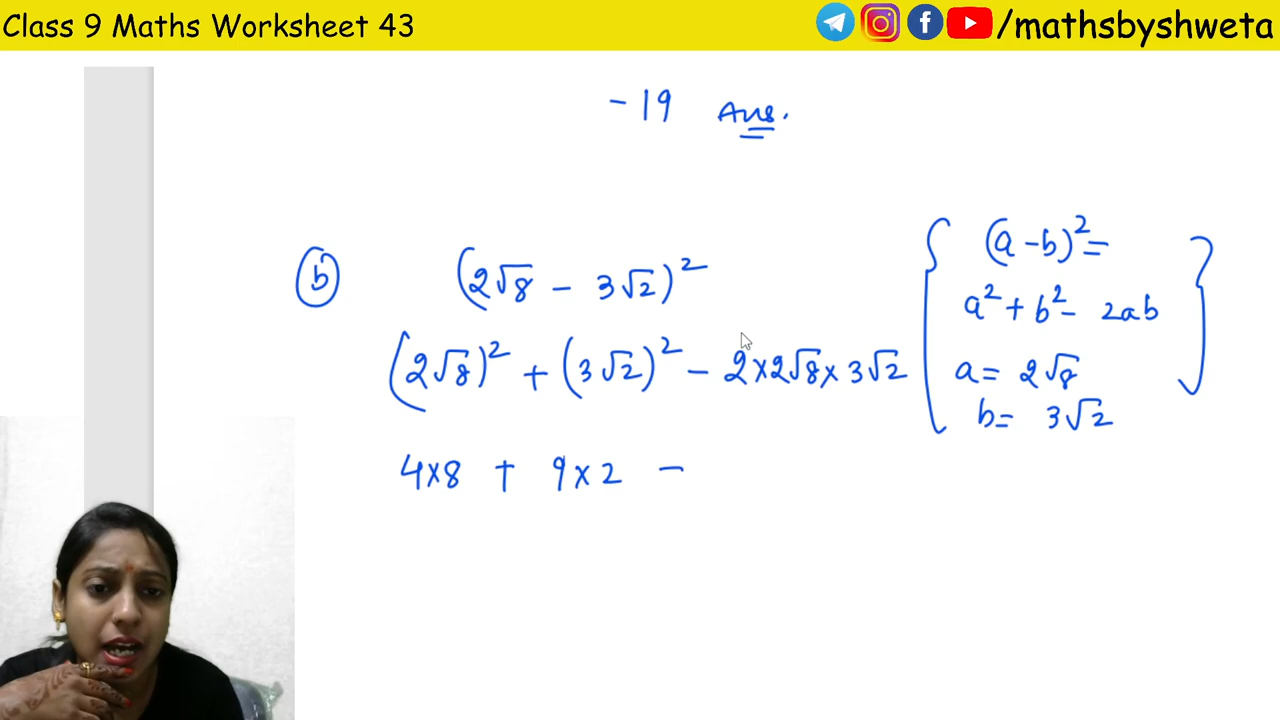 Class 9 Maths Worksheet 43
/mathsbyshweta
-19 Ans.
(b) (2√8 - 3√2)²
(2√8)² + (3√2)² - 2×2√8×3√2
4×8 + 9×2 -
{ (a-b)² =
a² + b² - 2ab
a = 2√8
b = 3√2 }